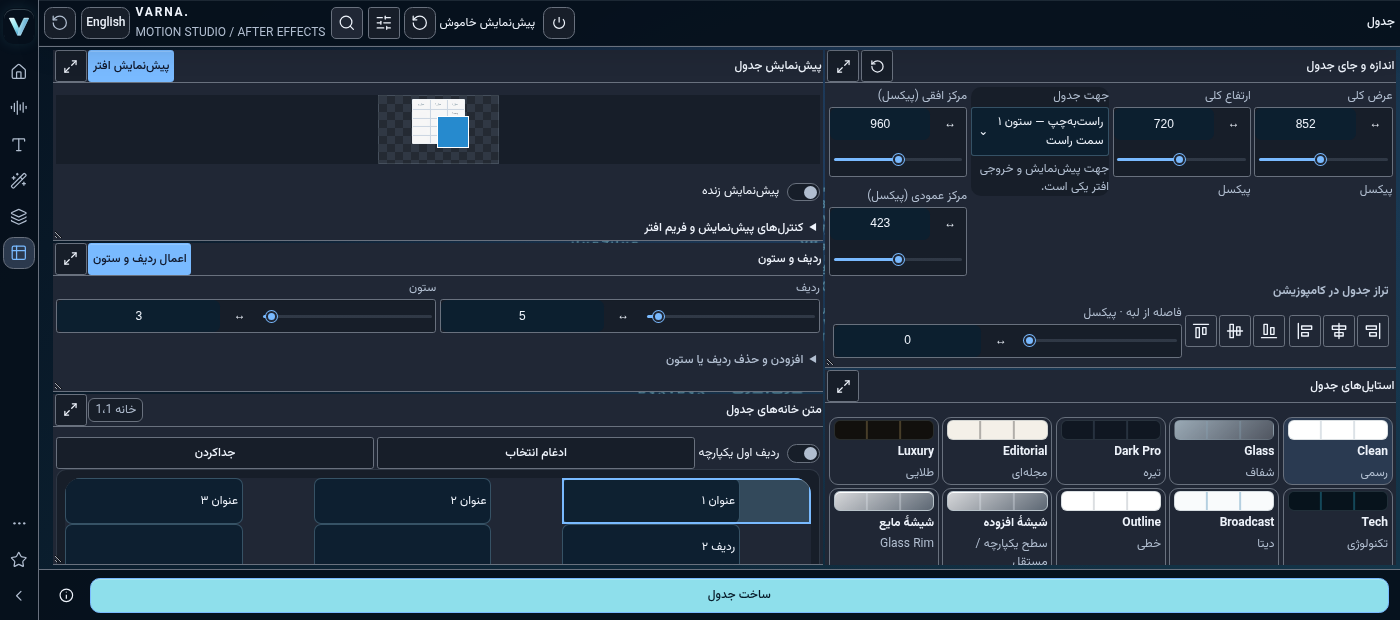 جدول
پیش‌نمایش خاموش
English
VARNA.
MOTION STUDIO / AFTER EFFECTS
اندازه و جای جدول
عرض کلی
852
پیکسل
ارتفاع کلی
720
پیکسل
جهت جدول
راست‌به‌چپ — ستون ۱
سمت راست
جهت پیش‌نمایش و خروجی
افتر یکی است.
مرکز افقی (پیکسل)
960
مرکز عمودی (پیکسل)
423
تراز جدول در کامپوزیشن
فاصله از لبه · پیکسل
0
استایل‌های جدول
Clean
رسمی
Glass
شفاف
Dark Pro
تیره
Editorial
مجله‌ای
Luxury
طلایی
Tech
تکنولوژی
Broadcast
دیتا
Outline
خطی
شیشهٔ افزوده
سطح یکپارچه /
مستقل
شیشهٔ مایع
Glass Rim
پیش‌نمایش جدول
پیش‌نمایش افتر
پیش‌نمایش زنده
کنترل‌های پیش‌نمایش و فریم افتر
ردیف و ستون
اعمال ردیف و ستون
ردیف
5
ستون
3
افزودن و حذف ردیف یا ستون
متن خانه‌های جدول
خانه 1،1
ردیف اول یکپارچه
ادغام انتخاب
جداکردن
عنوان ۱
عنوان ۲
عنوان ۳
ردیف ۲
ساخت جدول